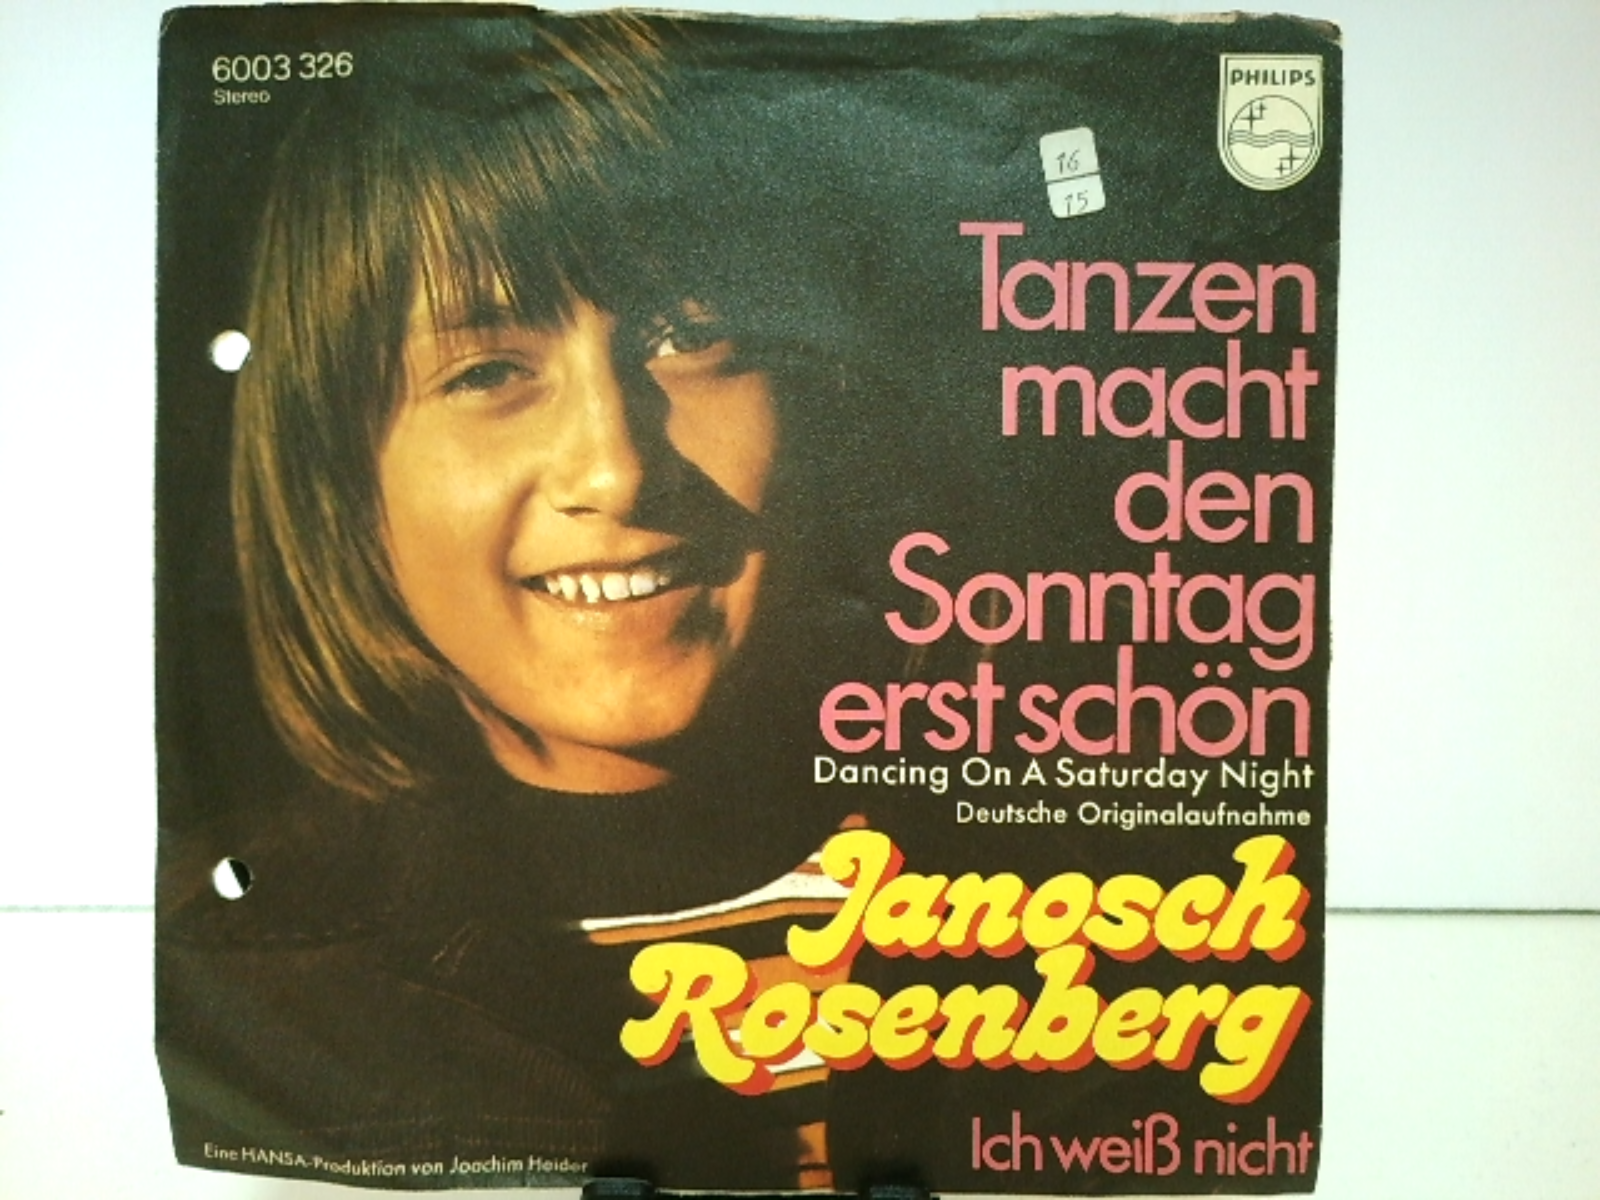 6003 326
Stereo
PHILIPS
16
15
Tanzen
macht
den
Sonntag
erst schön
Dancing On A Saturday Night
Deutsche Originalaufnahme
Janosch
Rosenberg
Ich weiß nicht
Eine HANSA-Produktion von Joachim Heider